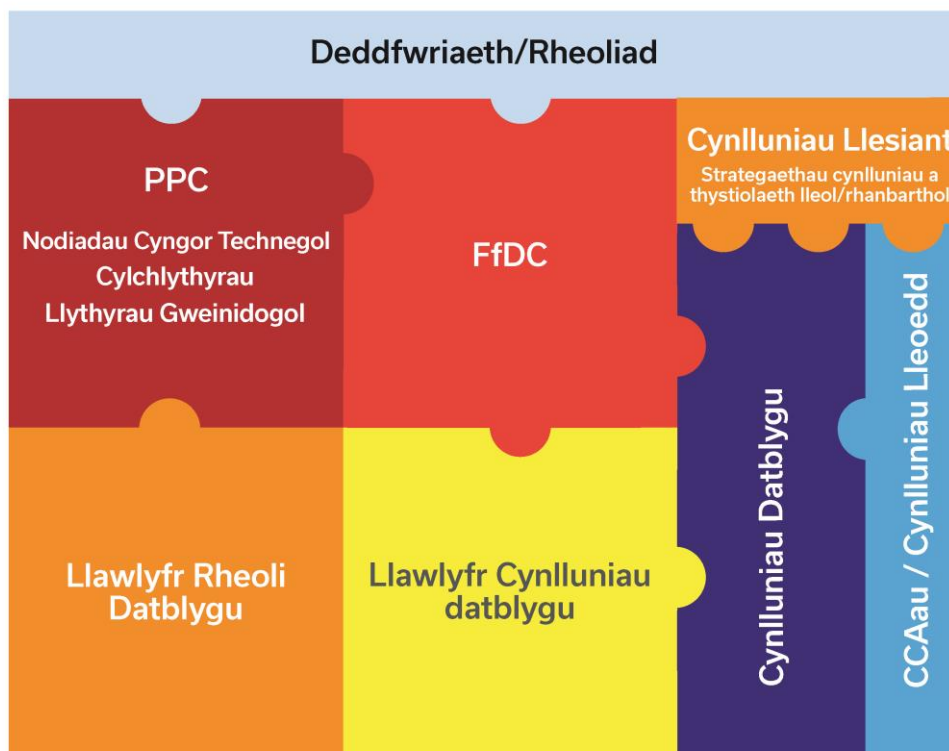 Deddfwriaeth/Rheoliad
PPC
Nodiadau Cyngor Technegol
Cylchlythyrau
Llythyrau Gweinidogol
FfDC
Cynlluniau Llesiant
Strategaethau cynlluniau a
thystiolaeth lleol/rhanbarthol
Llawlyfr Rheoli
Datblygu
Llawlyfr Cynlluniau
datblygu
Cynlluniau Datblygu
CCAau / Cynlluniau Lleoedd